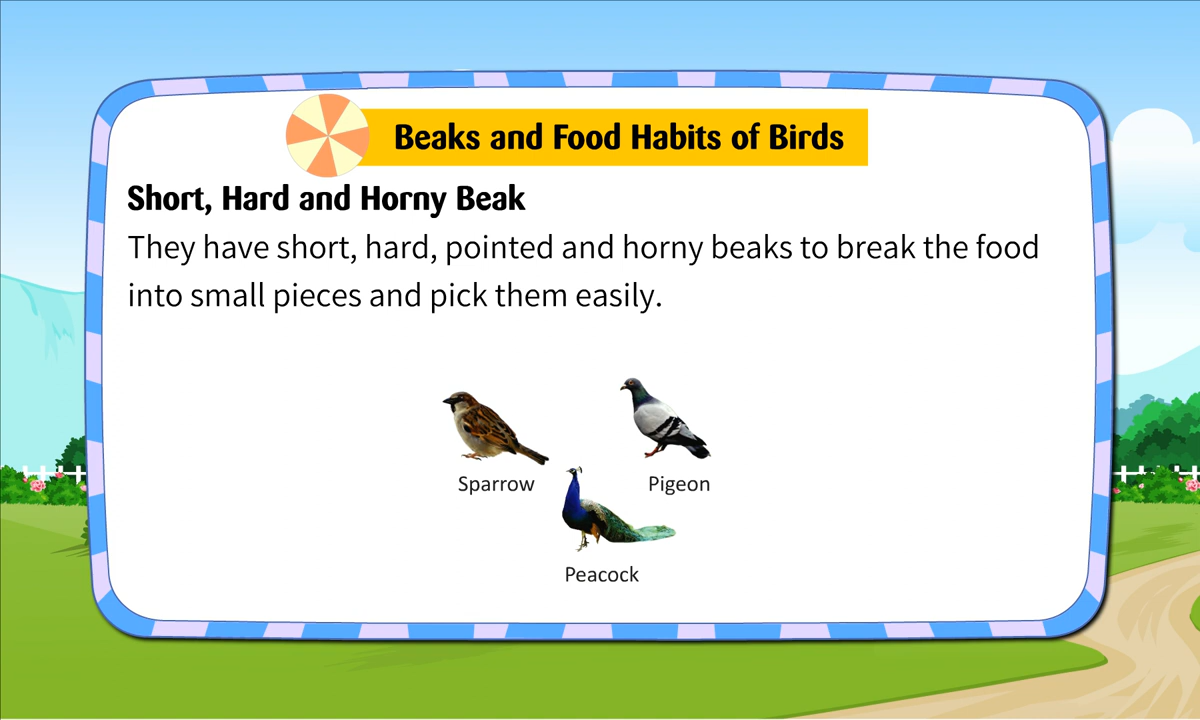 Beaks and Food Habits of Birds
Short, Hard and Horny Beak
They have short, hard, pointed and horny beaks to break the food
into small pieces and pick them easily.
Sparrow
Pigeon
Peacock